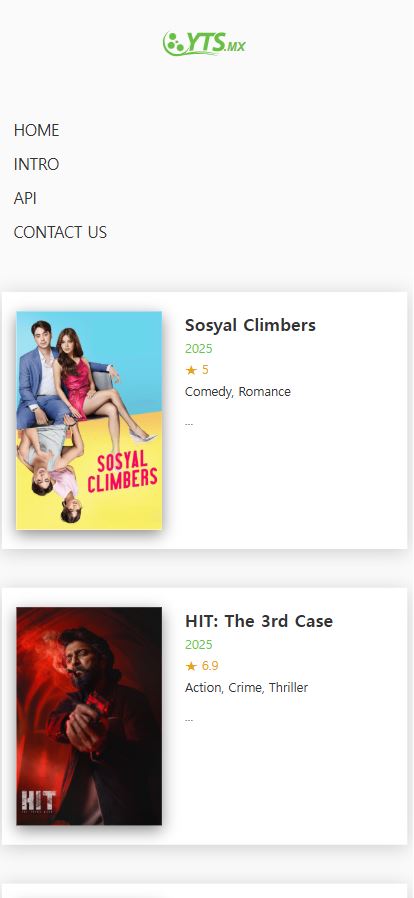 YTS.MX
HOME
INTRO
API
CONTACT US
Sosyal Climbers
2025
★ 5
Comedy, Romance
...
SOSYAL
CLIMBERS
HIT: The 3rd Case
2025
★ 6.9
Action, Crime, Thriller
...
HIT